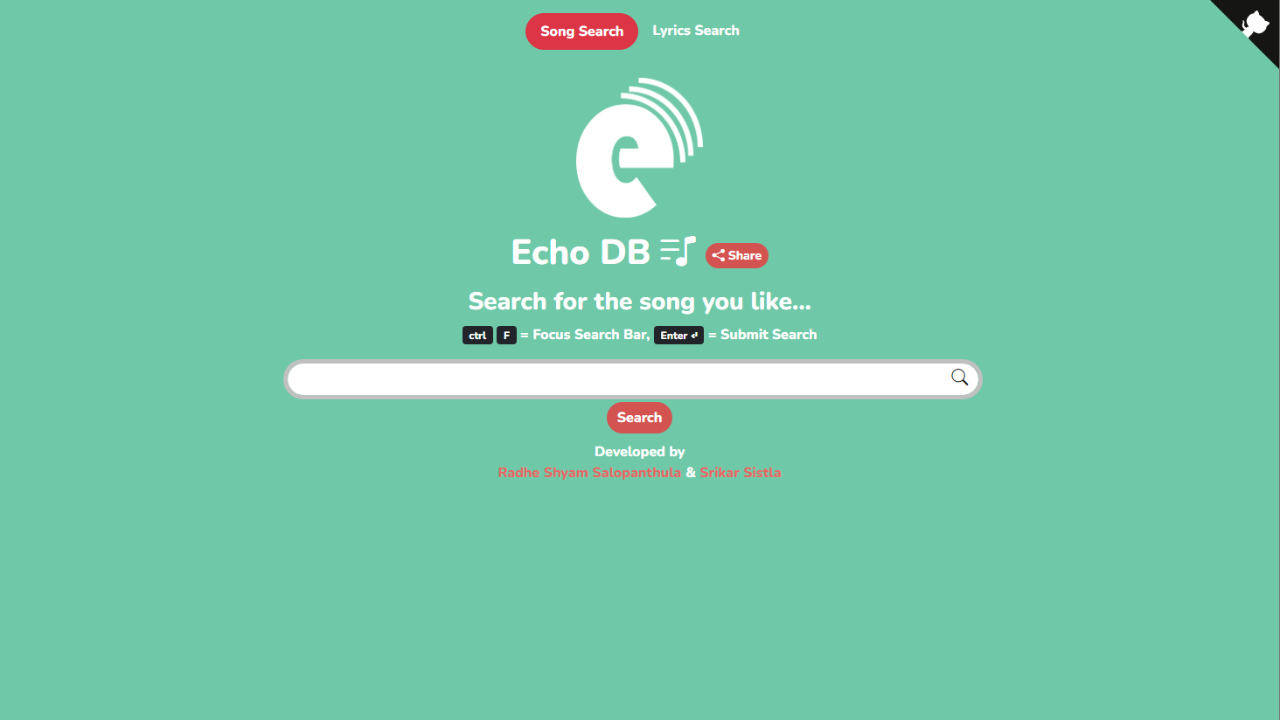 Song Search Lyrics Search
e
Echo DB Share
Search for the song you like...
ctrl F = Focus Search Bar, Enter ↵ = Submit Search
Search
Developed by
Radhe Shyam Salopanthula & Srikar Sistla